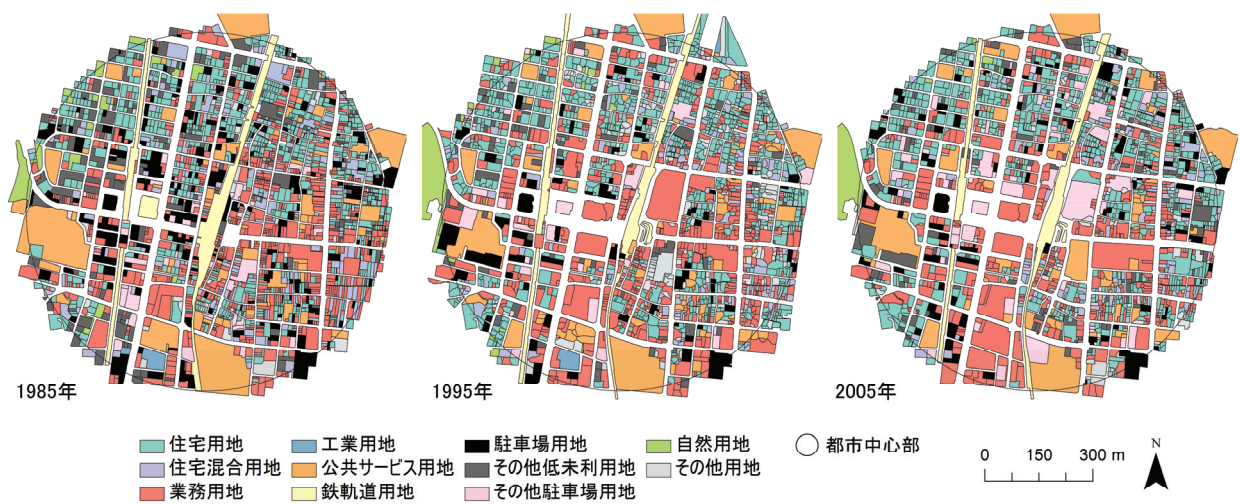 1985年
1995年
2005年
住宅用地
工業用地
駐車場用地
自然用地
都市中心部
住宅混合用地
公共サービス用地
その他低未利用地
その他用地
業務用地
鉄軌道用地
その他駐車場用地
0 150 300 m
N